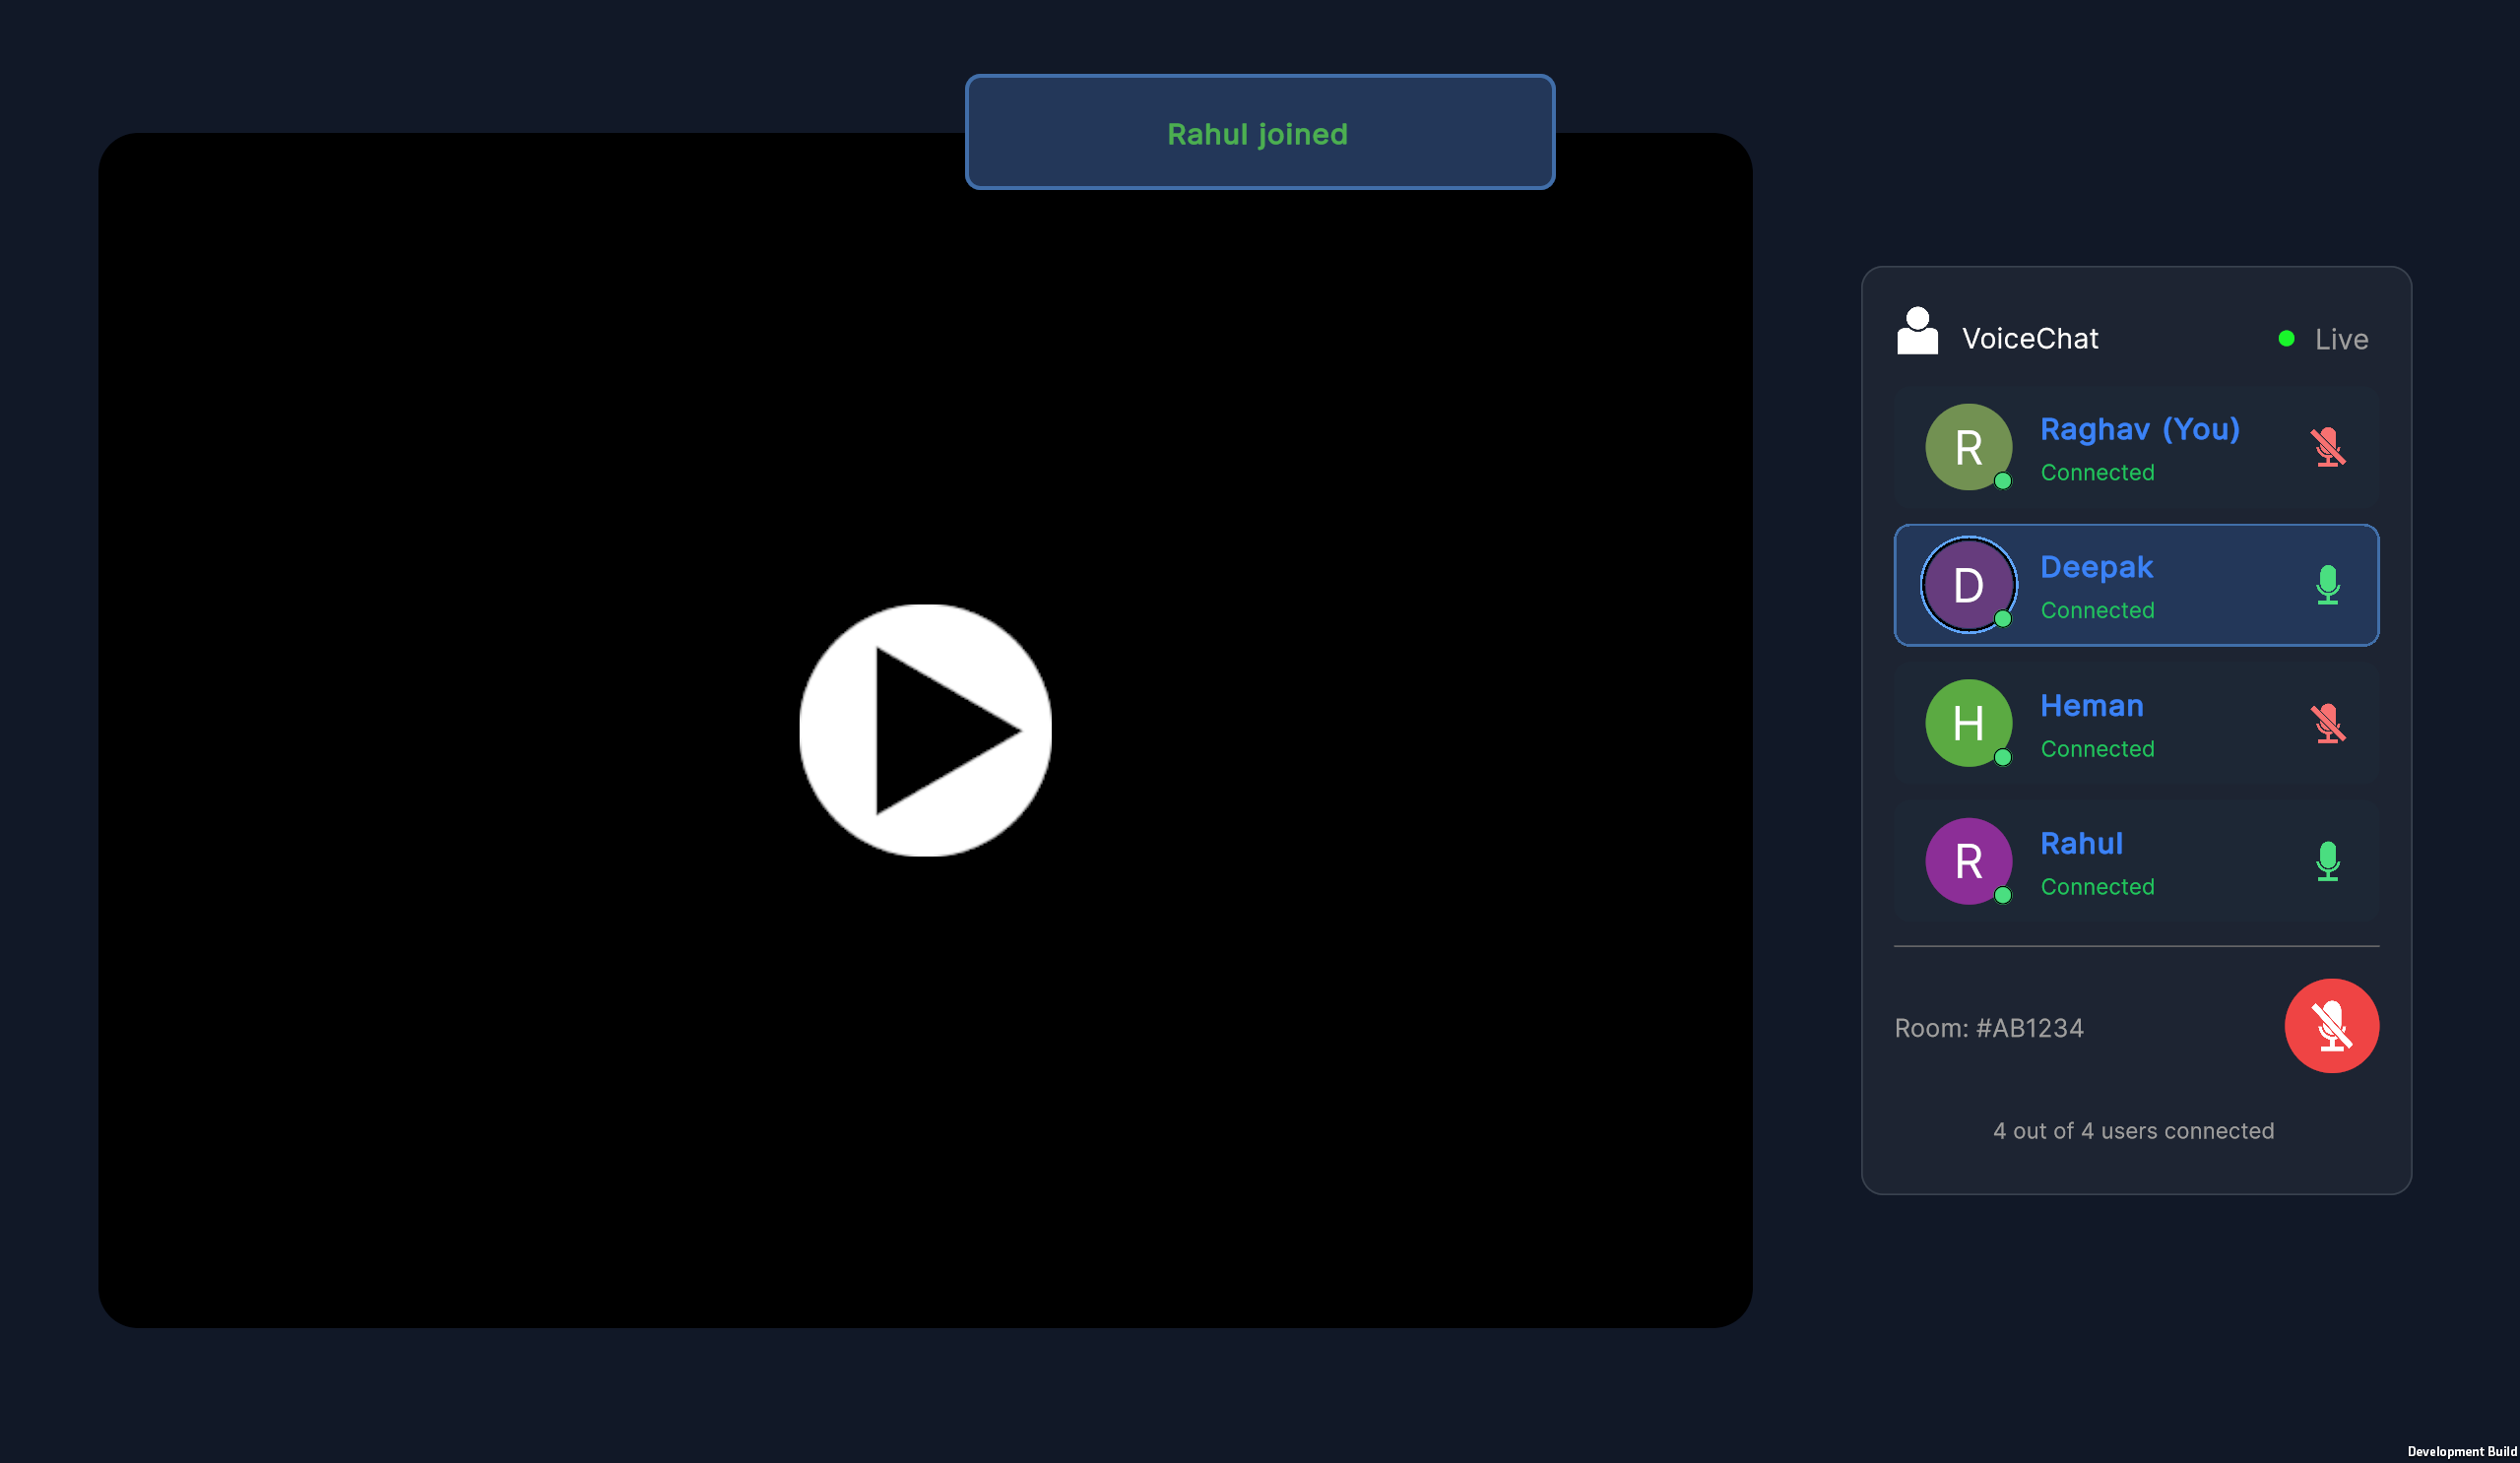 Rahul joined
VoiceChat
Live
R
Raghav (You)
Connected
D
Deepak
Connected
H
Heman
Connected
R
Rahul
Connected
Room: #AB1234
4 out of 4 users connected
Development Build